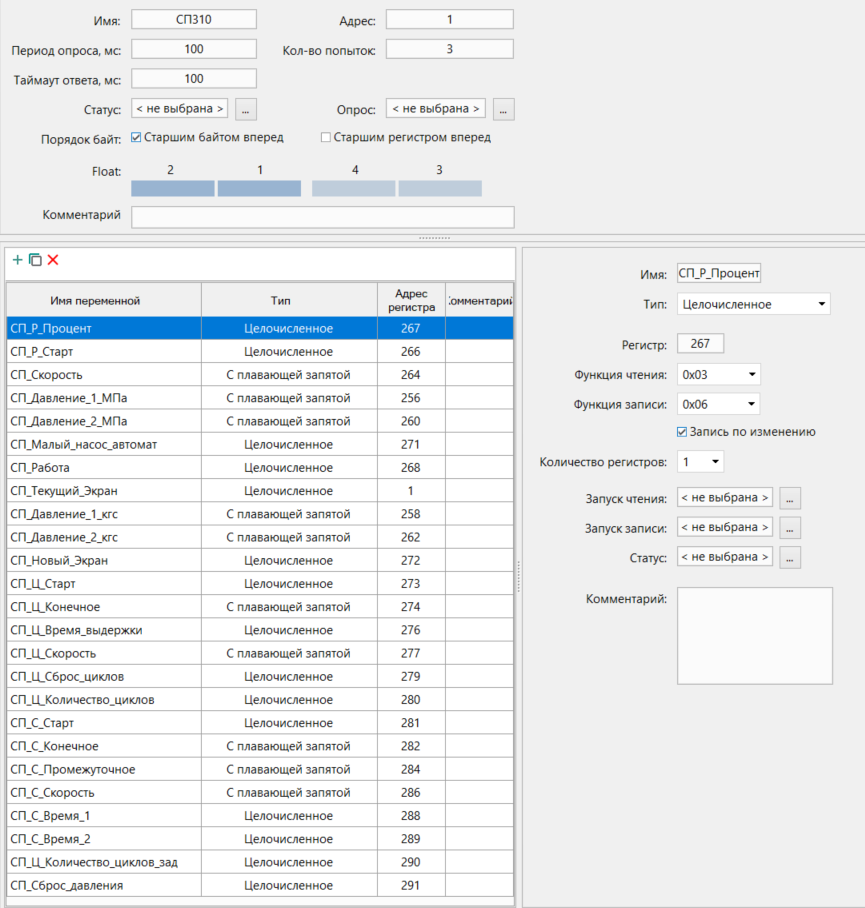 Имя: СП310 Адрес: 1
Период опроса, мс: 100 Кол-во попыток: 3
Таймаут ответа, мс: 100
Статус: < не выбрана > ... Опрос: < не выбрана > ...
Порядок байт: Старшим байтом вперед Старшим регистром вперед
Float: 2 1 4 3
Комментарий
Имя переменной Тип Адрес регистра Комментарий
СП_Р_Процент Целочисленное 267
СП_Р_Старт Целочисленное 266
СП_Скорость С плавающей запятой 264
СП_Давление_1_МПа С плавающей запятой 256
СП_Давление_2_МПа С плавающей запятой 260
СП_Малый_насос_автомат Целочисленное 271
СП_Работа Целочисленное 268
СП_Текущий_Экран Целочисленное 1
СП_Давление_1_кгс С плавающей запятой 258
СП_Давление_2_кгс С плавающей запятой 262
СП_Новый_Экран Целочисленное 272
СП_Ц_Старт Целочисленное 273
СП_Ц_Конечное С плавающей запятой 274
СП_Ц_Время_выдержки Целочисленное 276
СП_Ц_Скорость С плавающей запятой 277
СП_Ц_Сброс_циклов Целочисленное 279
СП_Ц_Количество_циклов Целочисленное 280
СП_С_Старт Целочисленное 281
СП_С_Конечное С плавающей запятой 282
СП_С_Промежуточное С плавающей запятой 284
СП_С_Скорость С плавающей запятой 286
СП_С_Время_1 Целочисленное 288
СП_С_Время_2 Целочисленное 289
СП_Ц_Количество_циклов_зад Целочисленное 290
СП_Сброс_давления Целочисленное 291
Имя: СП_Р_Процент
Тип: Целочисленное
Регистр: 267
Функция чтения: 0x03
Функция записи: 0x06
Запись по изменению
Количество регистров: 1
Запуск чтения: < не выбрана > ...
Запуск записи: < не выбрана > ...
Статус: < не выбрана > ...
Комментарий: